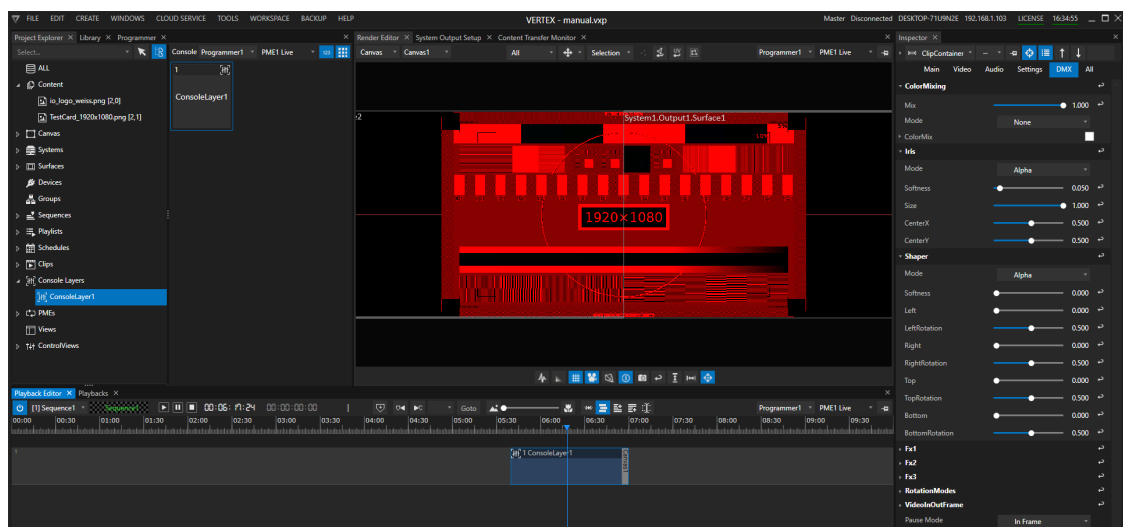 FILE EDIT CREATE WINDOWS CLOUD SERVICE TOOLS WORKSPACE BACKUP HELP VERTEX - manual.vxp Master Disconnected DESKTOP-71U9N2E 192.168.1.103 LICENSE 16:34:55
Project Explorer Library Programmer Render Editor System Output Setup Content Transfer Monitor Inspector
Select... Console Programmer1 PME1 Live 123 Canvas Canvas1 All Selection UV Programmer1 PME1 Live ClipContainer
Main Video Audio Settings DMX All
ALL
Content
io_logo_weiss.png [2,0]
TestCard_1920x1080.png [2,1]
Canvas
Systems
Surfaces
Devices
Groups
Sequences
Playlists
Schedules
Clips
Console Layers
ConsoleLayer1
PMEs
Views
ControlViews
1
ConsoleLayer1
System1.Output1.Surface1
1920×1080
ColorMixing
Mix 1.000
Mode None
ColorMix
Iris
Mode Alpha
Softness 0.050
Size 1.000
CenterX 0.500
CenterY 0.500
Shaper
Mode Alpha
Softness 0.000
Left 0.000
LeftRotation 0.500
Right 0.000
RightRotation 0.500
Top 0.000
TopRotation 0.500
Bottom 0.000
BottomRotation 0.500
Fx1
Fx2
Fx3
RotationModes
VideoInOutFrame
Pause Mode In Frame
Playback Editor Playbacks
[1] Sequence1 Sequence1 00:00:00:00 Goto Programmer1 PME1 Live
00:00 00:30 01:00 01:30 02:00 02:30 03:00 03:30 04:00 04:30 05:00 05:30 06:00 06:30 07:00 07:30 08:00 08:30 09:00 09:30
1
1 ConsoleLayer1
Canvas1